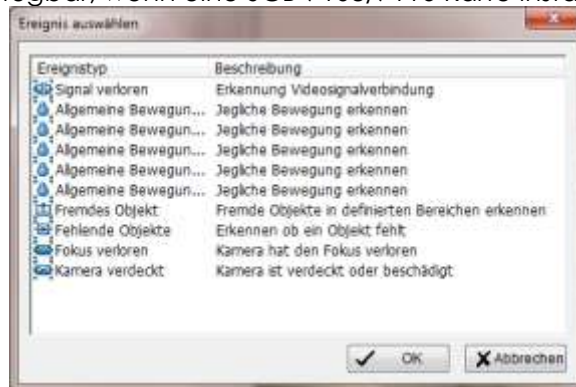 wenn eine
Ereignis auswählen
Ereignistyp Beschreibung
Signal verloren Erkennung Videosignalverbindung
Allgemeine Bewegun... Jegliche Bewegung erkennen
Allgemeine Bewegun... Jegliche Bewegung erkennen
Allgemeine Bewegun... Jegliche Bewegung erkennen
Allgemeine Bewegun... Jegliche Bewegung erkennen
Allgemeine Bewegun... Jegliche Bewegung erkennen
Fremdes Objekt Fremde Objekte in definierten Bereichen erkennen
Fehlende Objekte Erkennen ob ein Objekt fehlt
Fokus verloren Kamera hat den Fokus verloren
Kamera verdeckt Kamera ist verdeckt oder beschädigt
OK Abbrechen